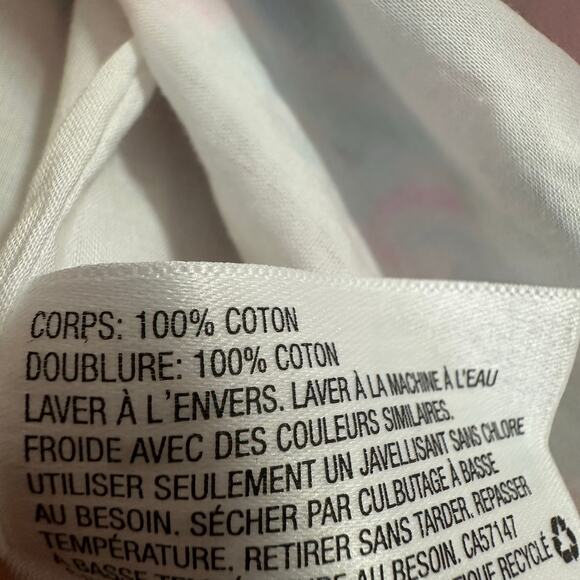 CORPS: 100% COTON
DOUBLURE: 100% COTON
LAVER À L'ENVERS. LAVER À LA MACHINE À L'EAU
FROIDE AVEC DES COULEURS SIMILAIRES.
UTILISER SEULEMENT UN JAVELLISANT SANS CHLORE
AU BESOIN. SÉCHER PAR CULBUTAGE À BASSE
TEMPÉRATURE. RETIRER SANS TARDER. REPASSER
À BASSE AU BESOIN. CA57147
RECYCLÉ